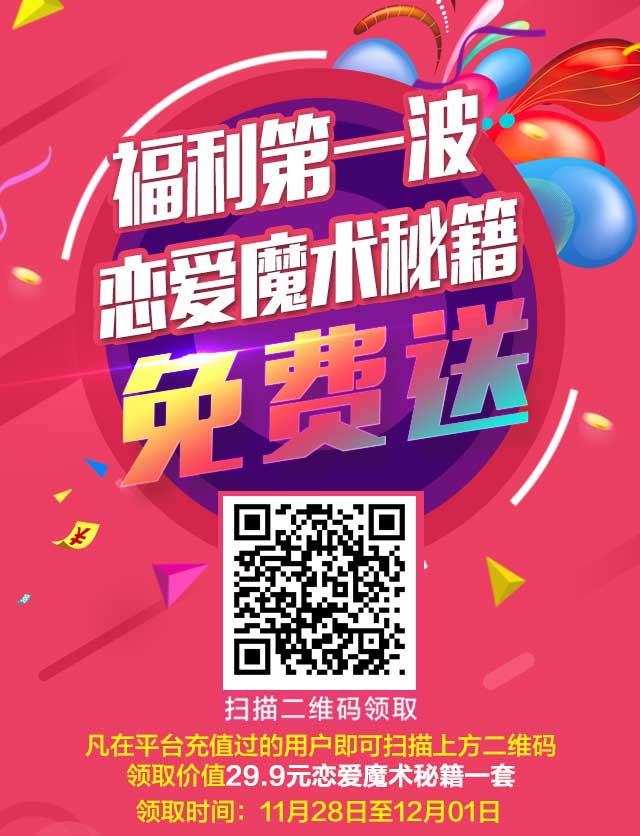 福利第一波
恋爱魔术秘籍
免费送
扫描二维码领取
凡在平台充值过的用户即可扫描上方二维码
领取价值29.9元恋爱魔术秘籍一套
领取时间：11月28日至12月01日